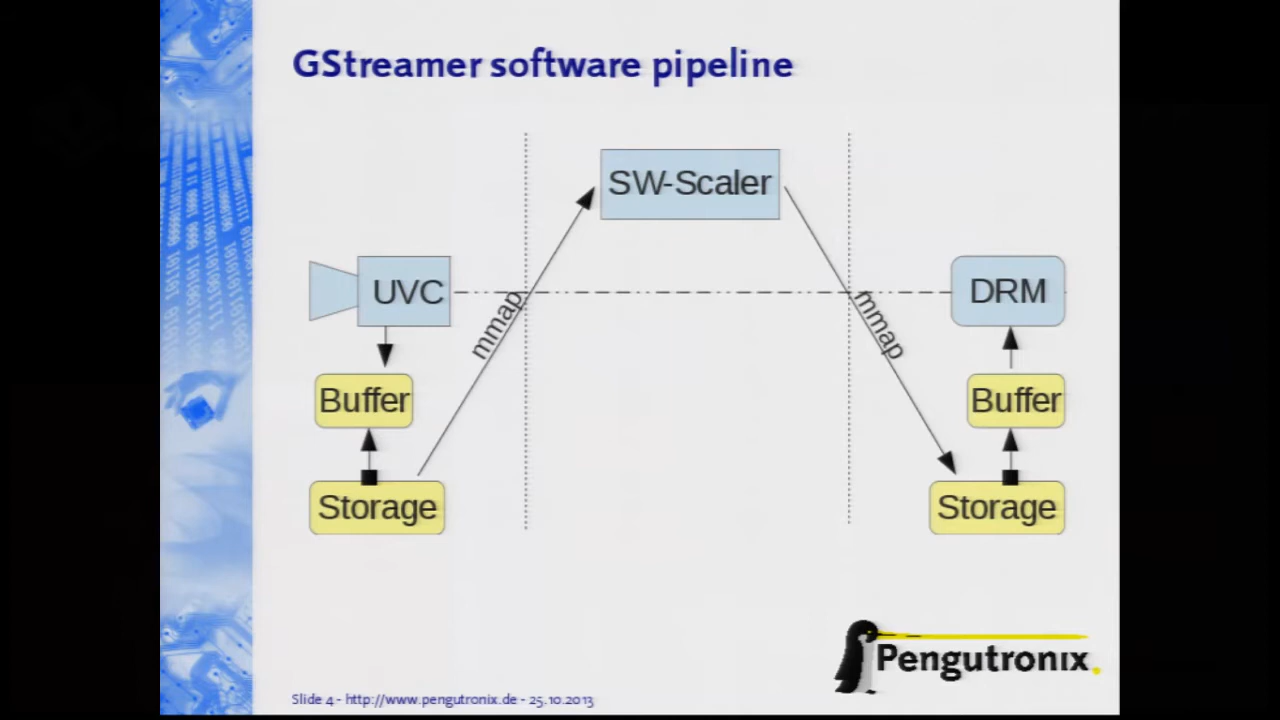 GStreamer software pipeline
SW-Scaler
UVC
DRM
mmap
mmap
Buffer
Buffer
Storage
Storage
Pengutronix.
Slide 4 - http://www.pengutronix.de - 25.10.2013